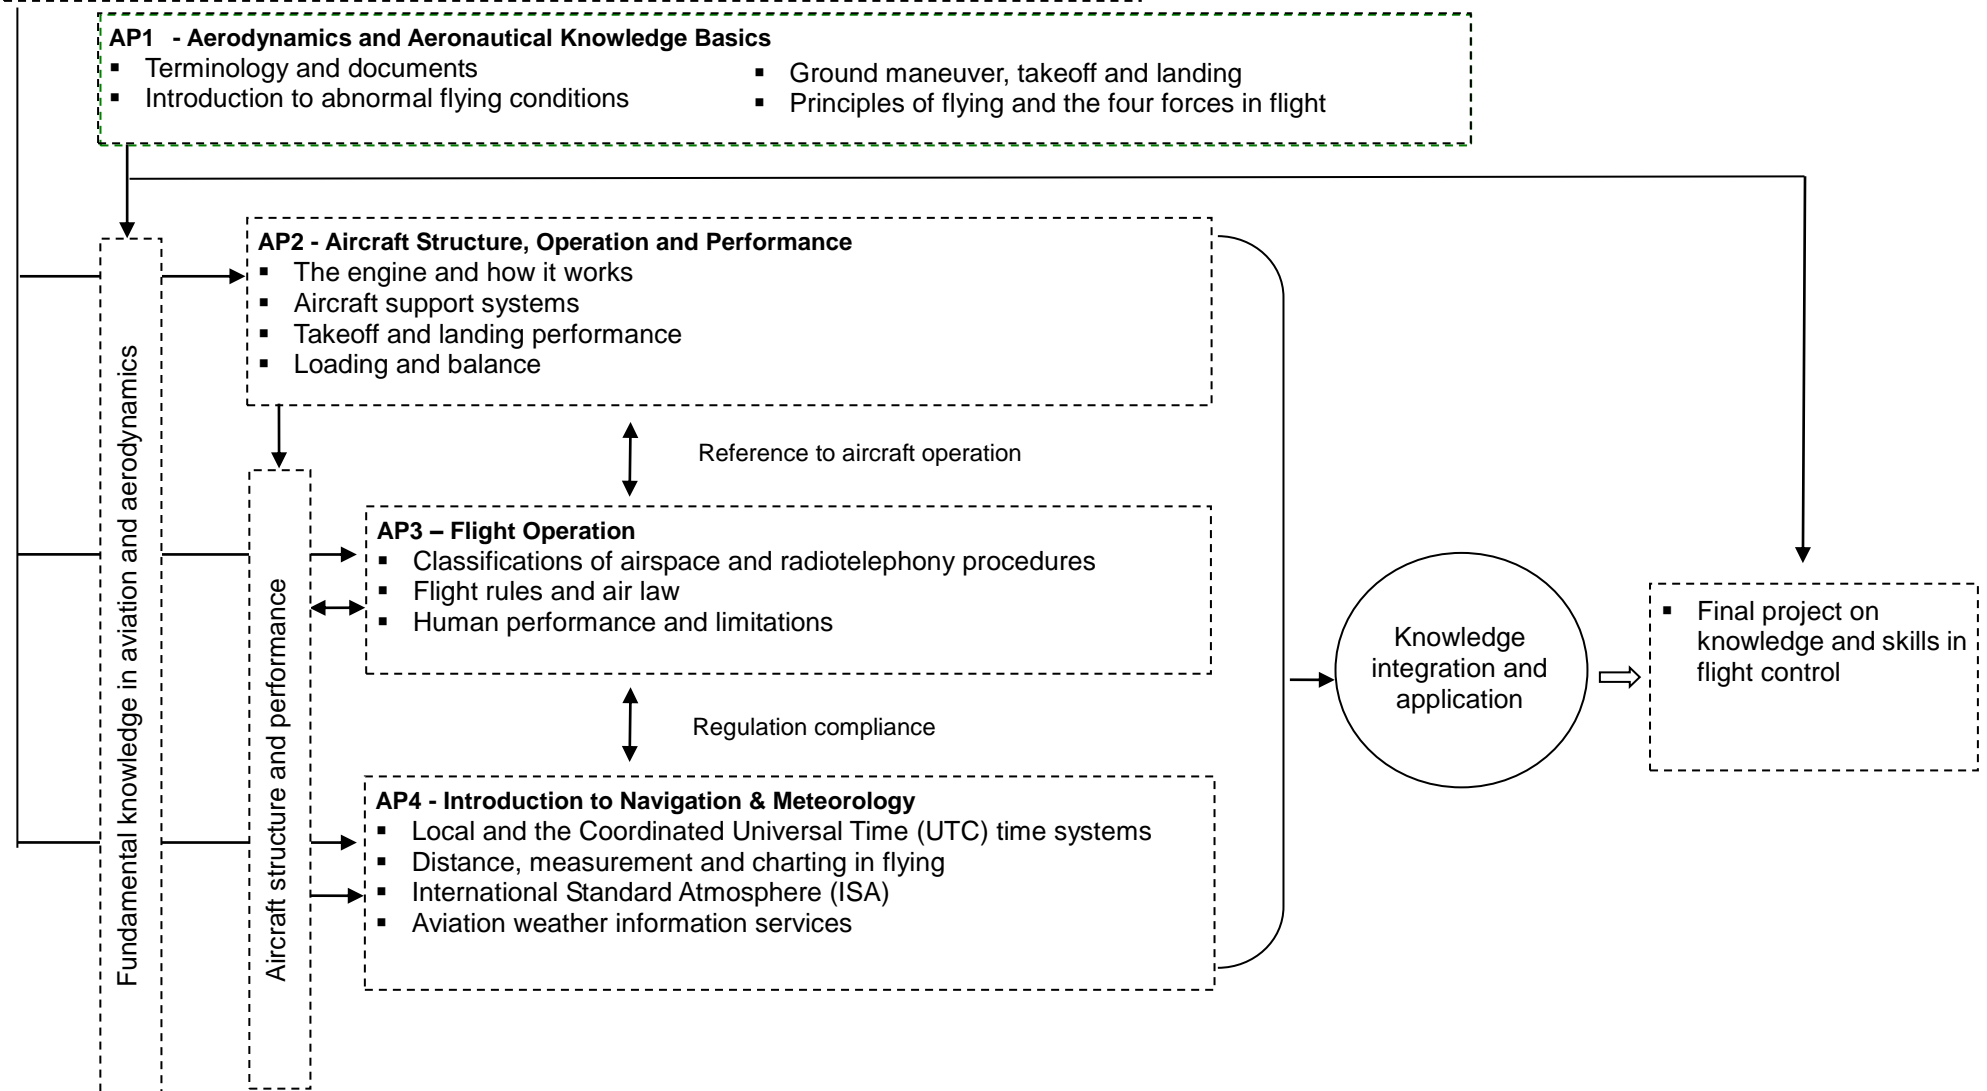 AP1 - Aerodynamics and Aeronautical Knowledge Basics
▪ Terminology and documents
▪ Introduction to abnormal flying conditions
▪ Ground maneuver, takeoff and landing
▪ Principles of flying and the four forces in flight
Fundamental knowledge in aviation and aerodynamics
AP2 - Aircraft Structure, Operation and Performance
▪ The engine and how it works
▪ Aircraft support systems
▪ Takeoff and landing performance
▪ Loading and balance
Reference to aircraft operation
Aircraft structure and performance
AP3 – Flight Operation
▪ Classifications of airspace and radiotelephony procedures
▪ Flight rules and air law
▪ Human performance and limitations
Regulation compliance
AP4 - Introduction to Navigation & Meteorology
▪ Local and the Coordinated Universal Time (UTC) time systems
▪ Distance, measurement and charting in flying
▪ International Standard Atmosphere (ISA)
▪ Aviation weather information services
Knowledge
integration and
application
▪ Final project on
knowledge and skills in
flight control